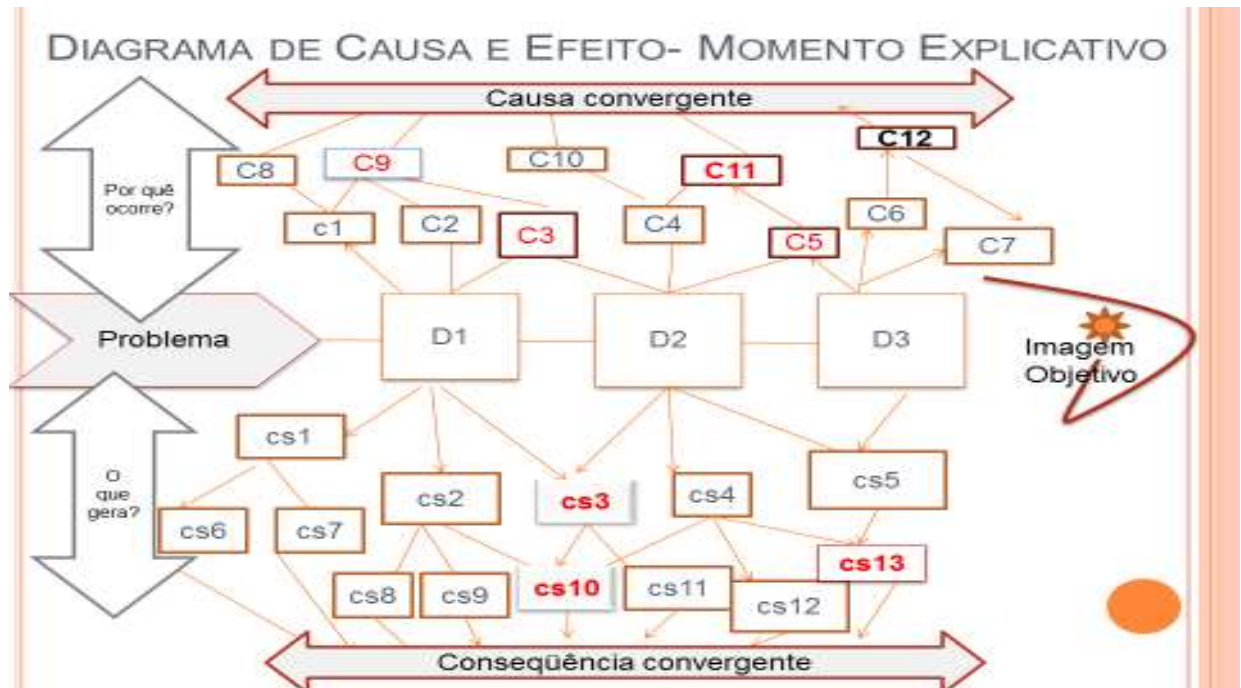 DIAGRAMA DE CAUSA E EFEITO- MOMENTO EXPLICATIVO
Causa convergente
Por quê
ocorre?
C8
C9
C10
C11
C12
c1
C2
C3
C4
C5
C6
C7
Problema
D1
D2
D3
Imagem
Objetivo
O
que
gera?
cs1
cs2
cs3
cs4
cs5
cs6
cs7
cs8
cs9
cs10
cs11
cs12
cs13
Conseqüência convergente